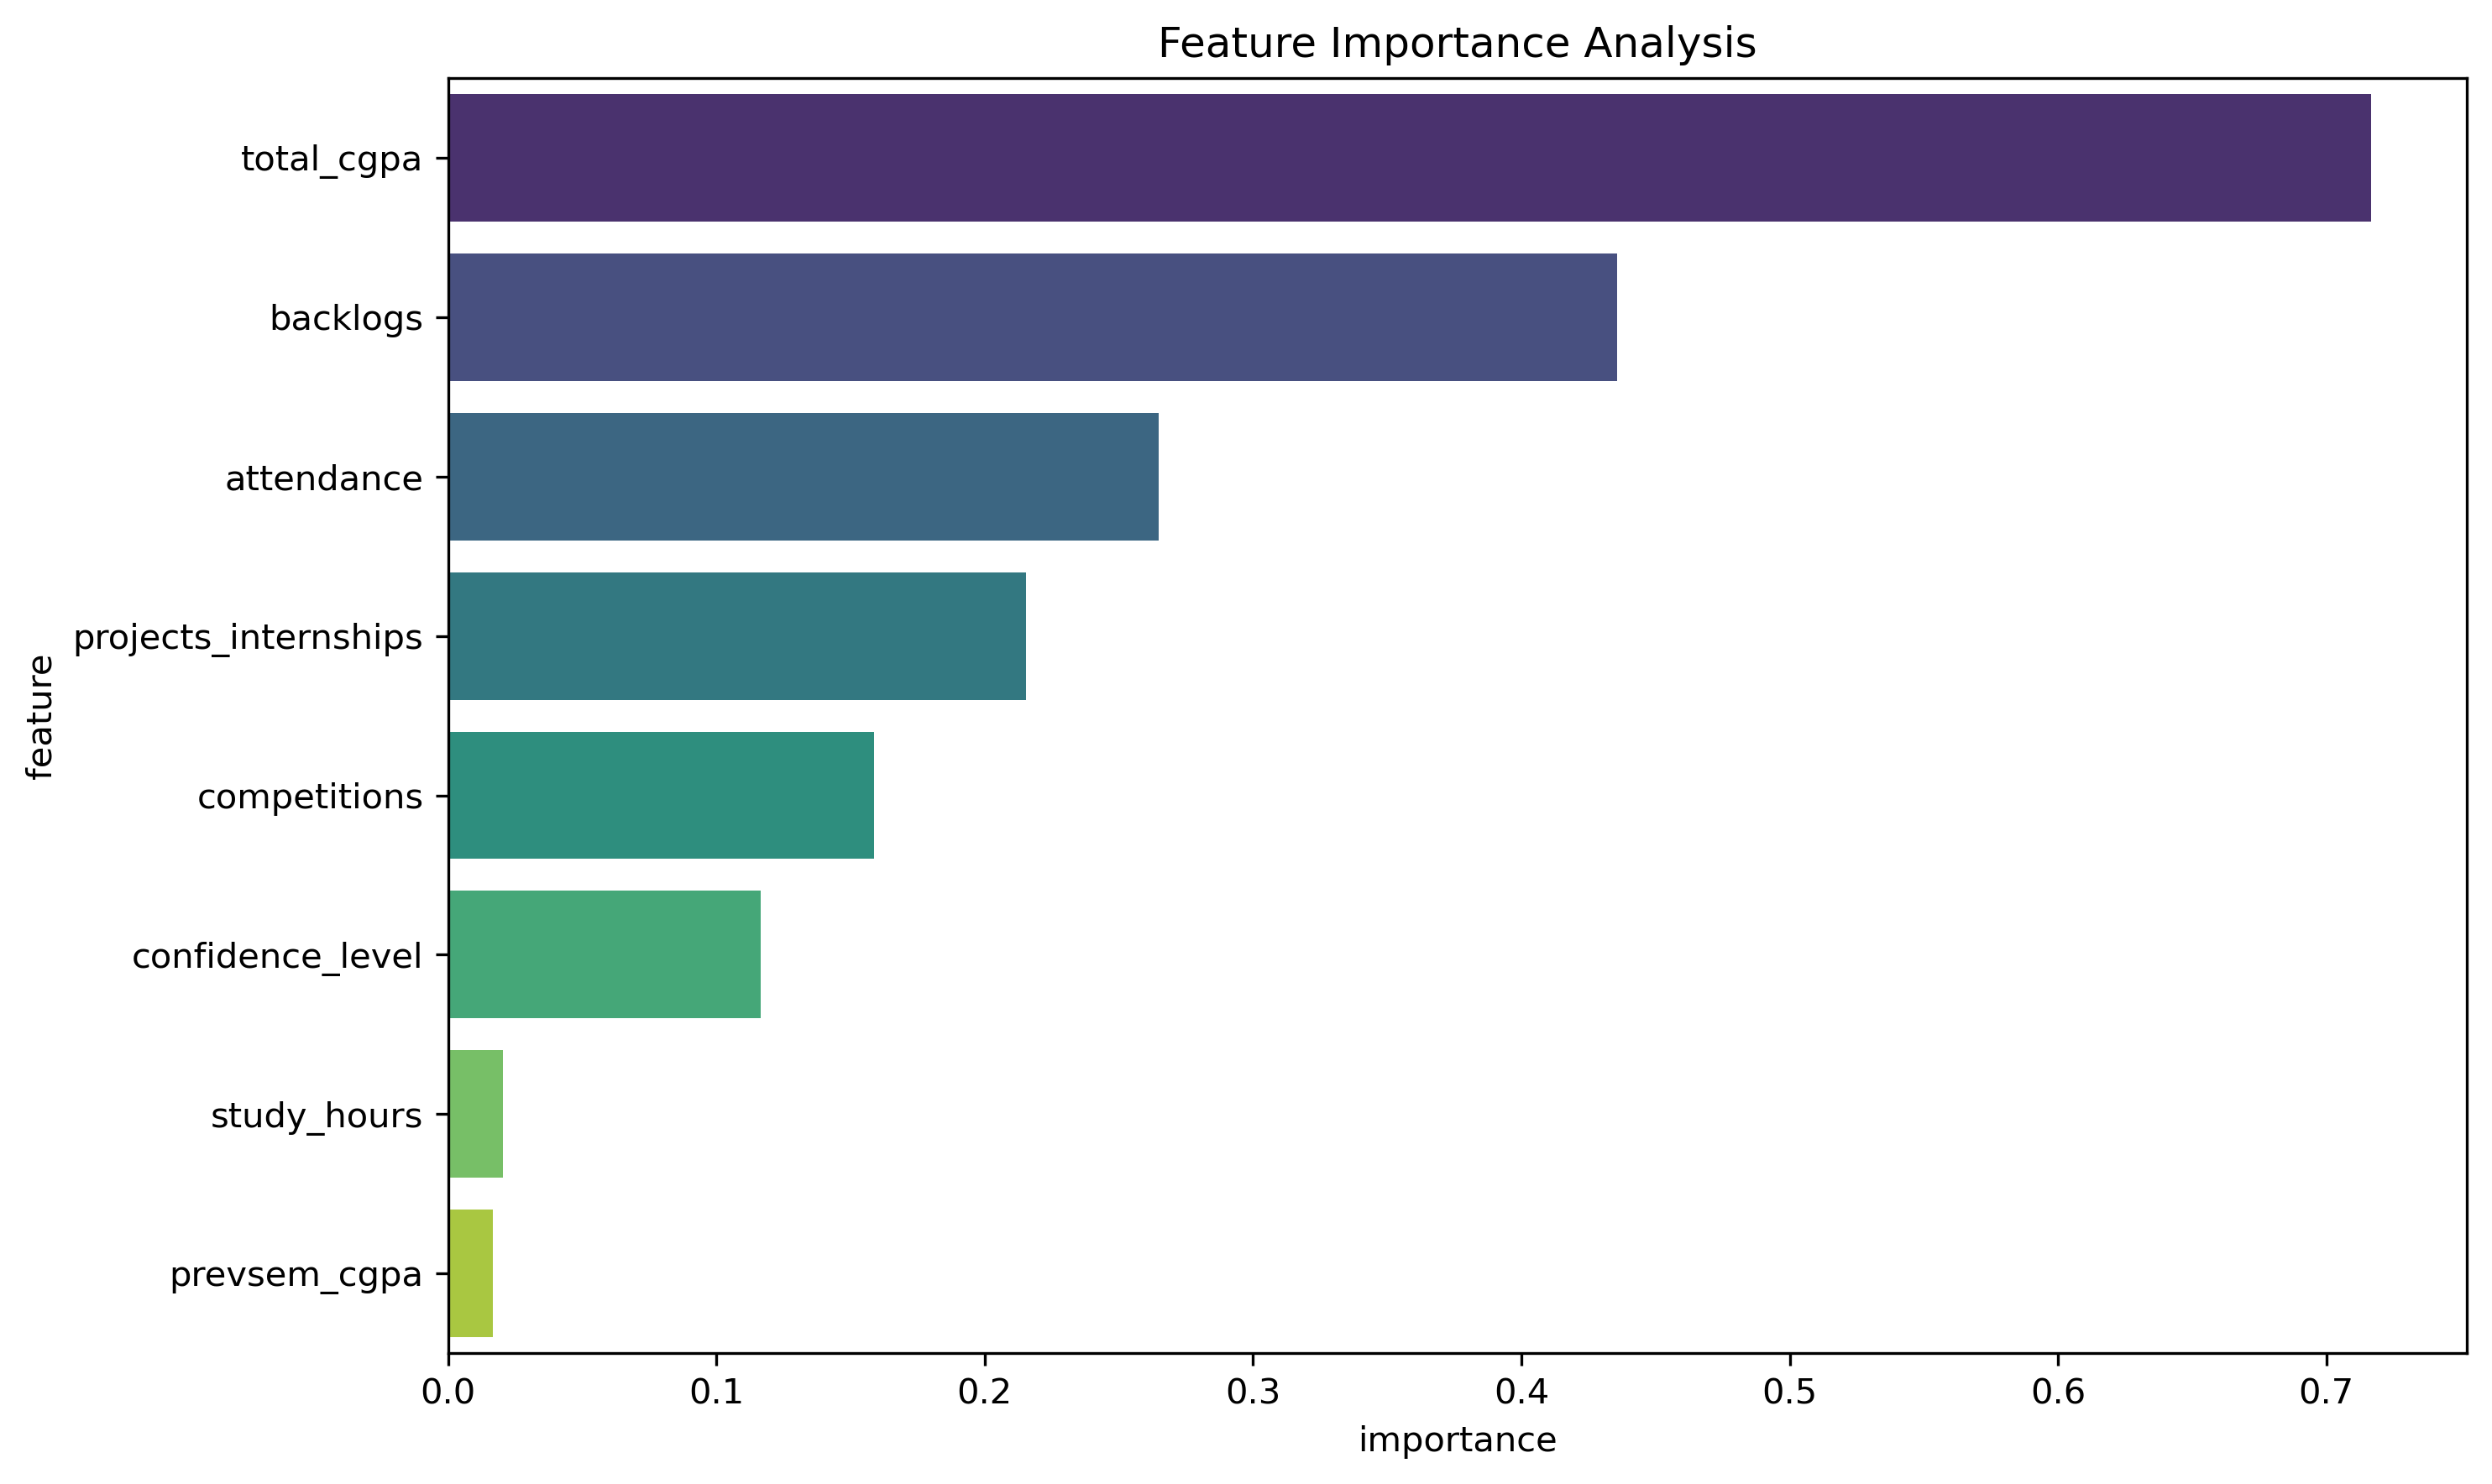 Feature Importance Analysis
total_cgpa
backlogs
attendance
projects_internships
competitions
confidence_level
study_hours
prevsem_cgpa
feature
0.0 0.1 0.2 0.3 0.4 0.5 0.6 0.7
importance